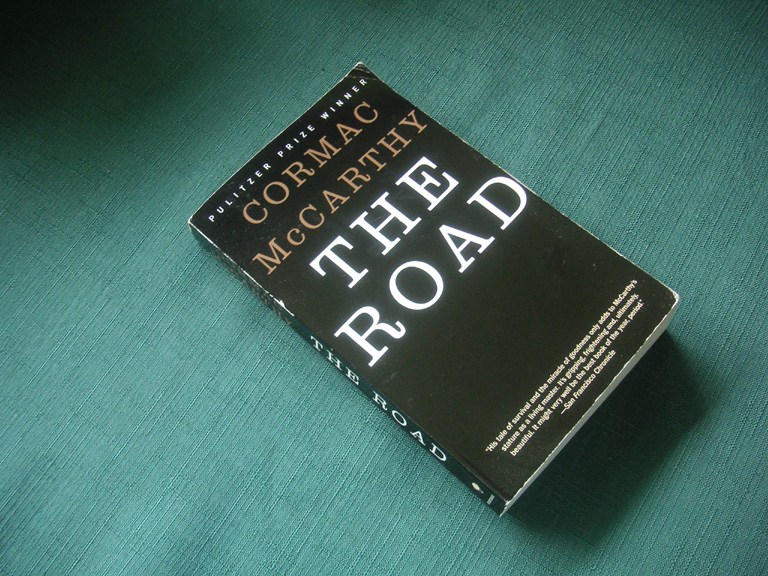 PULITZER PRIZE WINNER
CORMAC
McCARTHY
THE
ROAD
"His tale of survival and the miracle of goodness only adds to McCarthy's
stature as a living master. It's gripping, frightening and, ultimately,
beautiful. It might very well be the best book of the year, period."
—San Francisco Chronicle
THE ROAD